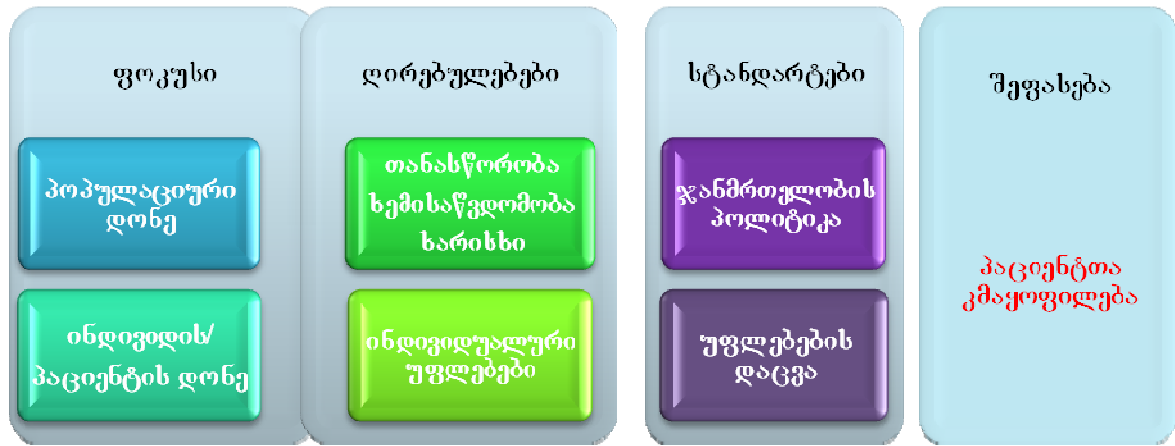 ფოკუსი
პოპულაციური
დონე
ინდივიდის/
პაციენტის დონე
ღირებულებები
თანასწორობა
ხემისაწვდომობა
ხარისხი
ინდივიდუალური
უფლებები
სტანდარტები
ჯანმრთელობის
პოლიტიკა
უფლებების
დაცვა
შეფასება
პაციენტთა
კმაყოფილება